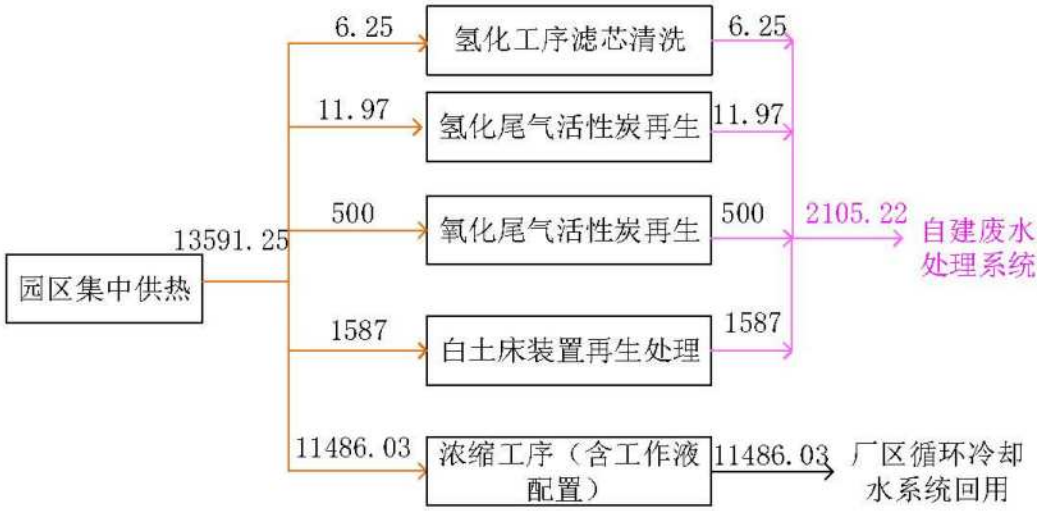 6.25
氢化工序滤芯清洗
6.25
11.97
氢化尾气活性炭再生
11.97
500
氧化尾气活性炭再生
500
2105.22
自建废水
处理系统
13591.25
园区集中供热
1587
白土床装置再生处理
1587
11486.03
浓缩工序（含工作液
配置）
11486.03
厂区循环冷却
水系统回用